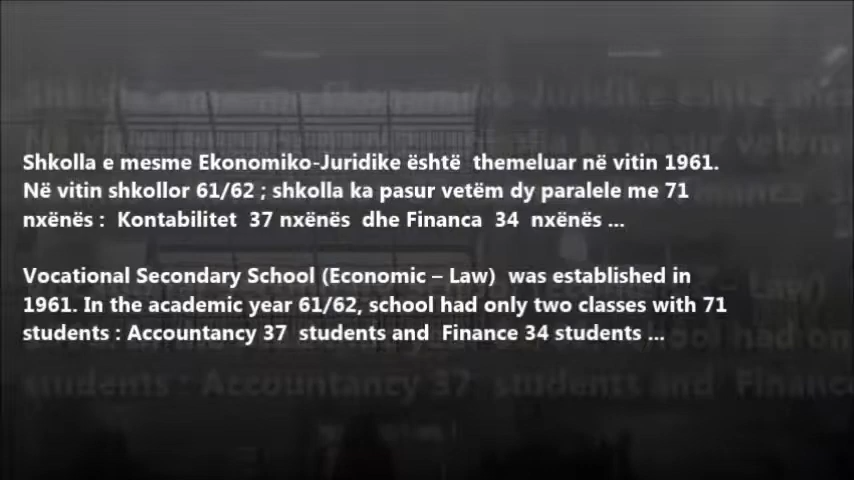 Shkolla e mesme Ekonomiko-Juridike është themeluar në vitin 1961.
Në vitin shkollor 61/62 ; shkolla ka pasur vetëm dy paralele me 71
nxënës : Kontabilitet 37 nxënës dhe Financa 34 nxënës ...
Vocational Secondary School (Economic – Law) was established in
1961. In the academic year 61/62, school had only two classes with 71
students : Accountancy 37 students and Finance 34 students ...